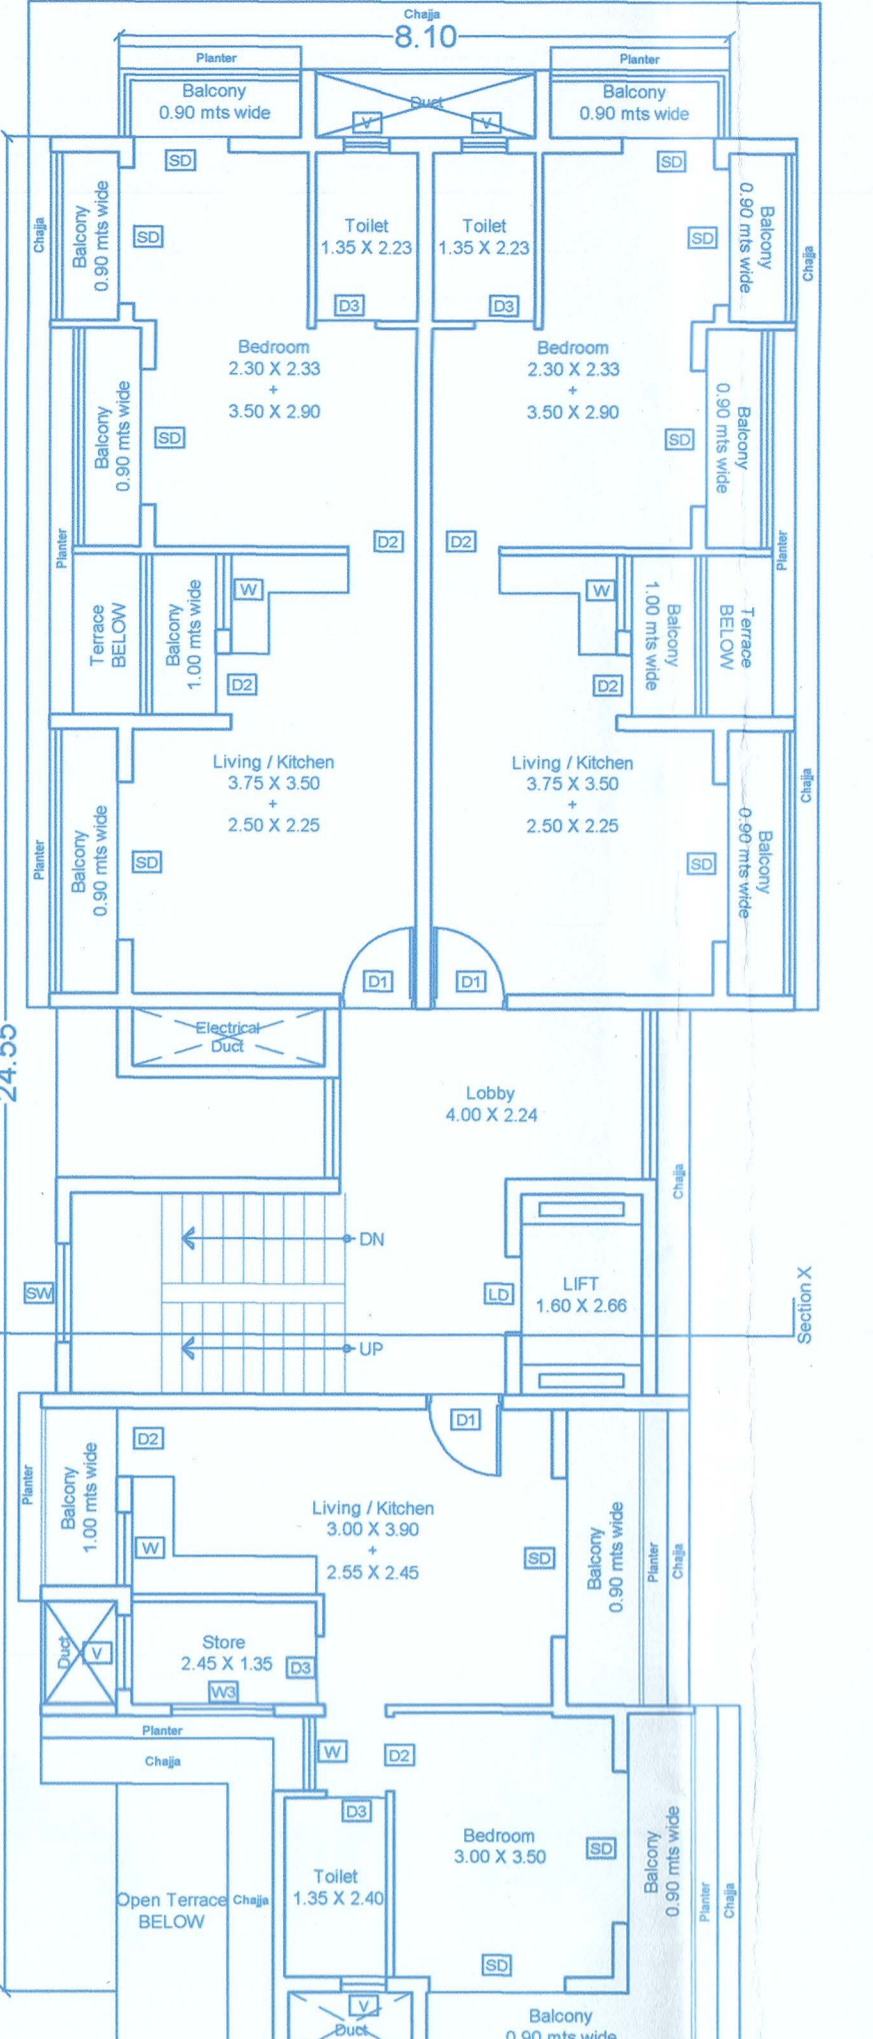 Chajja
8.10
Planter
Planter
Balcony
0.90 mts wide
Duct
Balcony
0.90 mts wide
V
V
SD
SD
Chajja
Balcony
0.90 mts wide
SD
Toilet
1.35 X 2.23
Toilet
1.35 X 2.23
SD
Balcony
0.90 mts wide
Chajja
D3
D3
Bedroom
2.30 X 2.33
+
3.50 X 2.90
Bedroom
2.30 X 2.33
+
3.50 X 2.90
Balcony
0.90 mts wide
SD
SD
Balcony
0.90 mts wide
Planter
D2
D2
Planter
Terrace
BELOW
Balcony
1.00 mts wide
W
W
Balcony
1.00 mts wide
Terrace
BELOW
D2
D2
Living / Kitchen
3.75 X 3.50
+
2.50 X 2.25
Living / Kitchen
3.75 X 3.50
+
2.50 X 2.25
Chajja
Planter
Balcony
0.90 mts wide
SD
SD
Balcony
0.90 mts wide
D1
D1
24.55
Electrical
Duct
Lobby
4.00 X 2.24
Chajja
DN
SW
LD
LIFT
1.60 X 2.66
Section X
UP
D1
D2
Planter
Balcony
1.00 mts wide
Living / Kitchen
3.00 X 3.90
+
2.55 X 2.45
W
SD
Balcony
0.90 mts wide
Planter
Chajja
Duct
V
Store
2.45 X 1.35
D3
W3
Planter
Chajja
W
D2
D3
Bedroom
3.00 X 3.50
SD
Balcony
0.90 mts wide
Planter
Chajja
Toilet
1.35 X 2.40
Open Terrace
BELOW
Chajja
SD
V
Duct
Balcony
0.90 mts wide